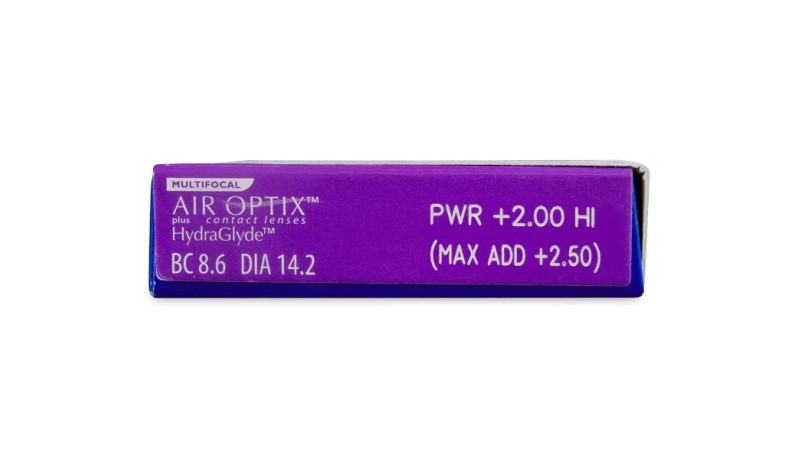 MULTIFOCAL
AIR OPTIX™
plus contact lenses
HydraGlyde™
BC 8.6 DIA 14.2
PWR +2.00 HI
(MAX ADD +2.50)